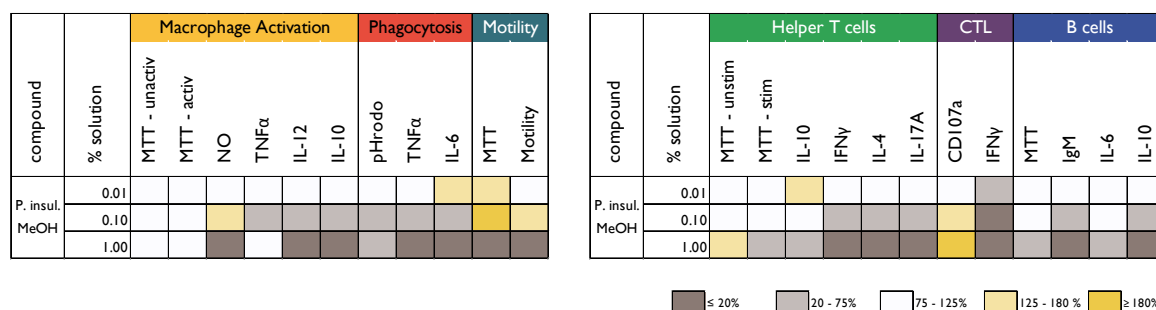 Macrophage Activation Phagocytosis Motility
compound % solution MTT - unactiv MTT - activ NO TNFα IL-12 IL-10 pHrodo TNFα IL-6 MTT Motility
P. insul. MeOH
0.01
0.10
1.00
Helper T cells CTL B cells
compound % solution MTT - unstim MTT - stim IL-10 IFNγ IL-4 IL-17A CD107a IFNγ MTT IgM IL-6 IL-10
P. insul. MeOH
0.01
0.10
1.00
≤ 20% 20 - 75% 75 - 125% 125 - 180 % ≥ 180%